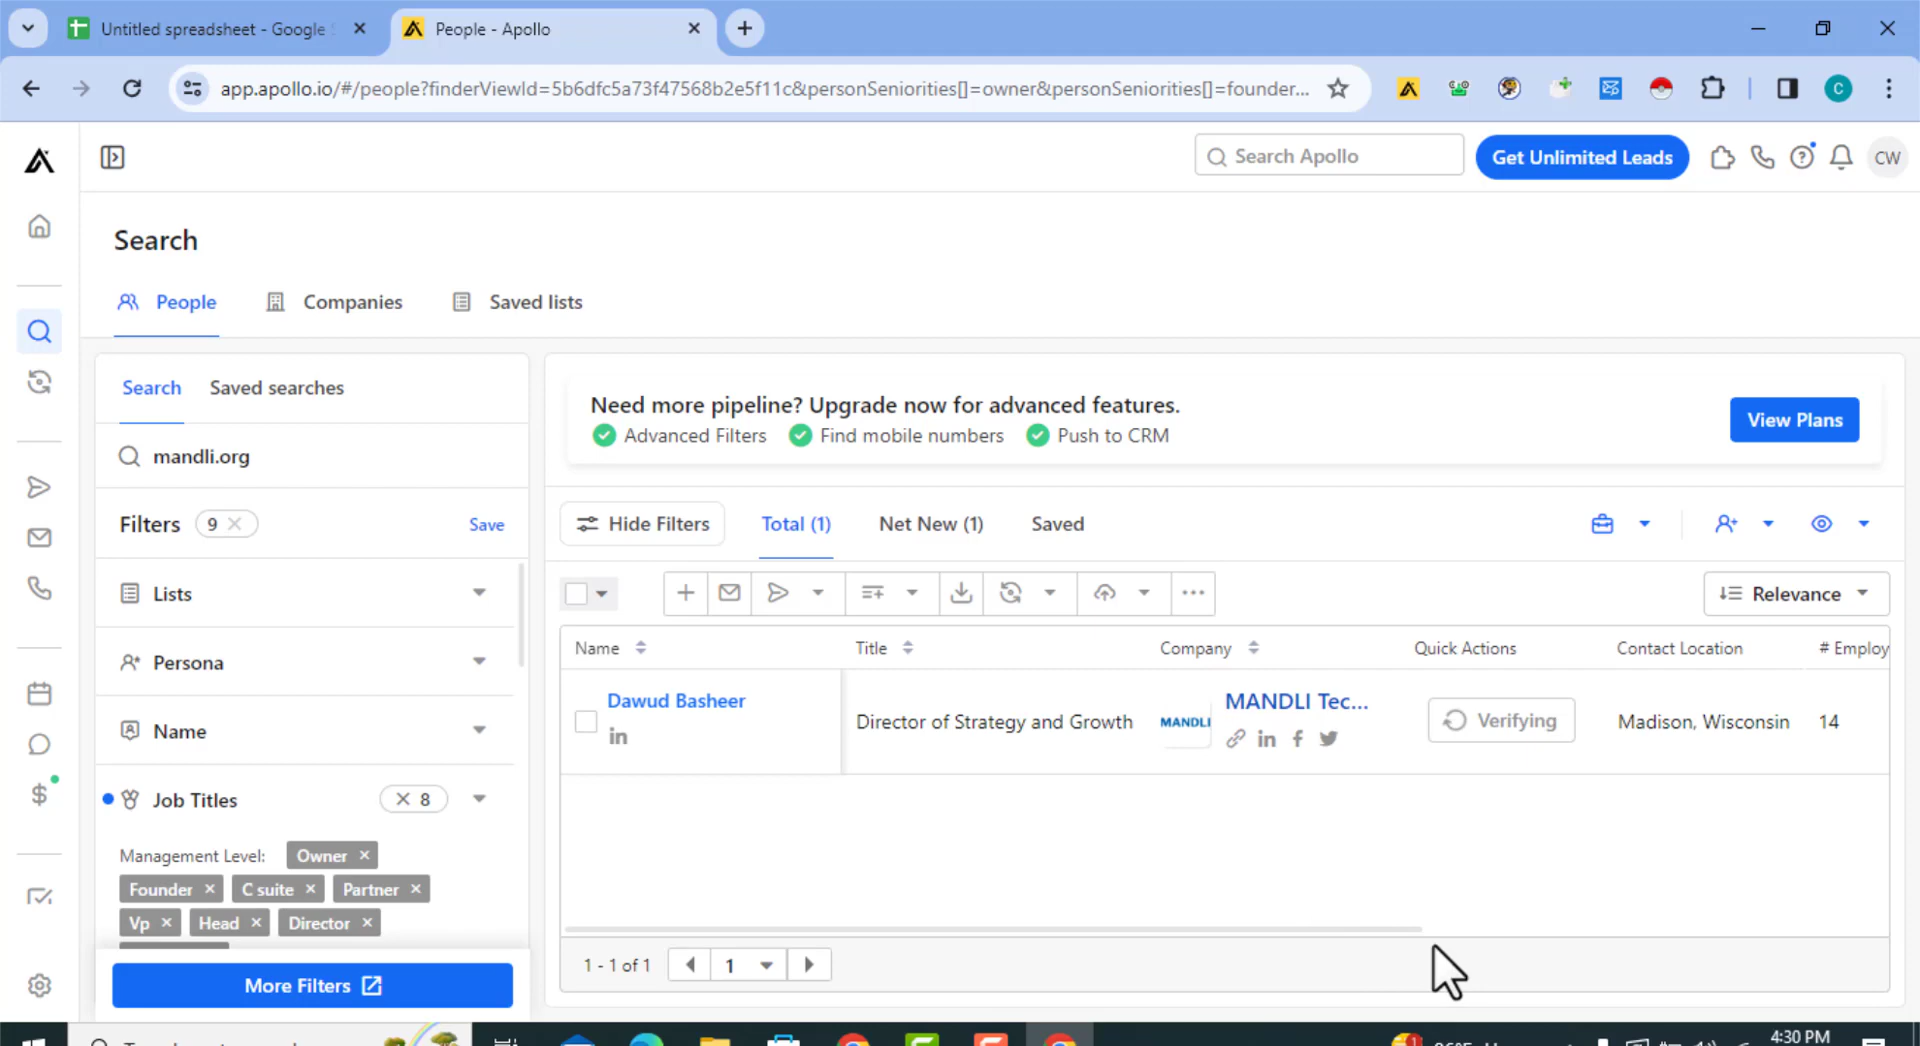 Untitled spreadsheet - Google
People - Apollo
app.apollo.io/#/people?finderViewId=5b6dfc5a73f47568b2e5f11c&personSeniorities[]=owner&personSeniorities[]=founder...
C
Search Apollo
Get Unlimited Leads
CW
Search
People
Companies
Saved lists
Search
Saved searches
mandli.org
Filters 9
Save
Lists
Persona
Name
Job Titles
8
Management Level: Owner
Founder C suite Partner
Vp Head Director
More Filters
Need more pipeline? Upgrade now for advanced features.
Advanced Filters Find mobile numbers Push to CRM
View Plans
Hide Filters
Total (1)
Net New (1)
Saved
Relevance
Name Title Company Quick Actions Contact Location # Employ
Dawud Basheer
in
Director of Strategy and Growth
MANDLI
MANDLI Tec...
in
Verifying
Madison, Wisconsin
14
1 - 1 of 1
1
4:30 PM